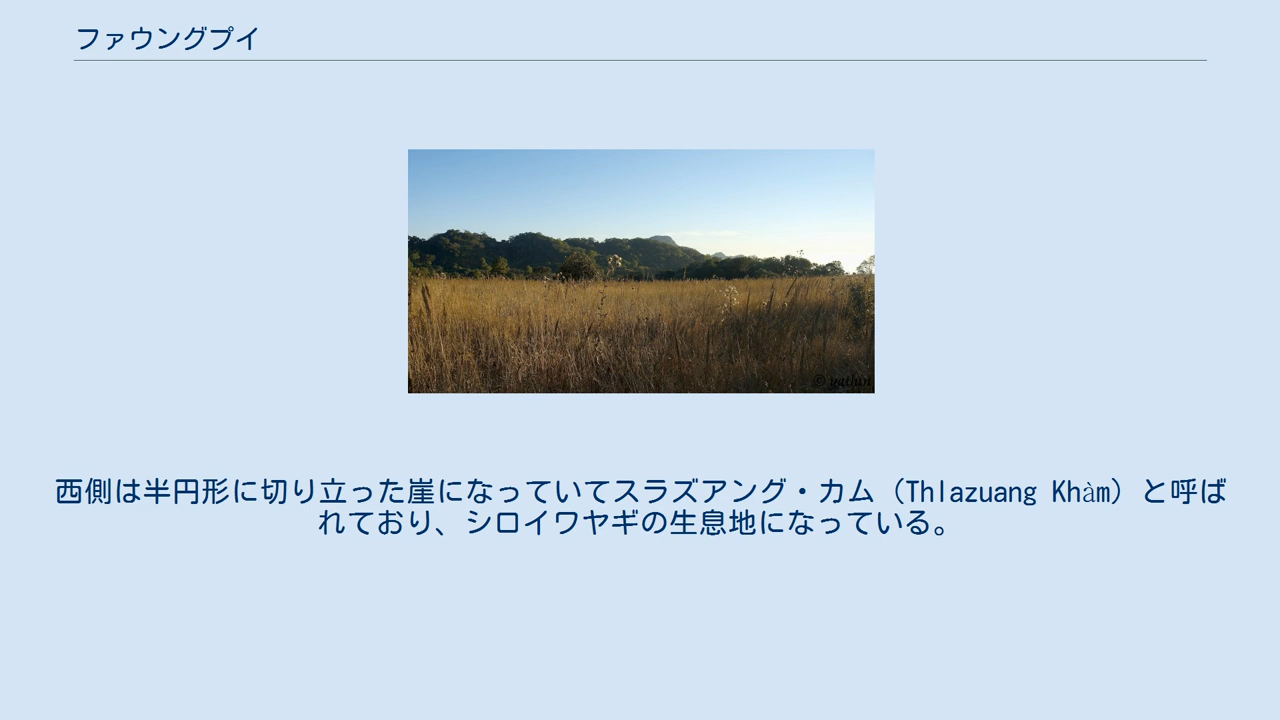 ファウングプイ
© yathin
西側は半円形に切り立った崖になっていてスラズアング・カム（Thlazuang Khàm）と呼ば
れており、シロイワヤギの生息地になっている。